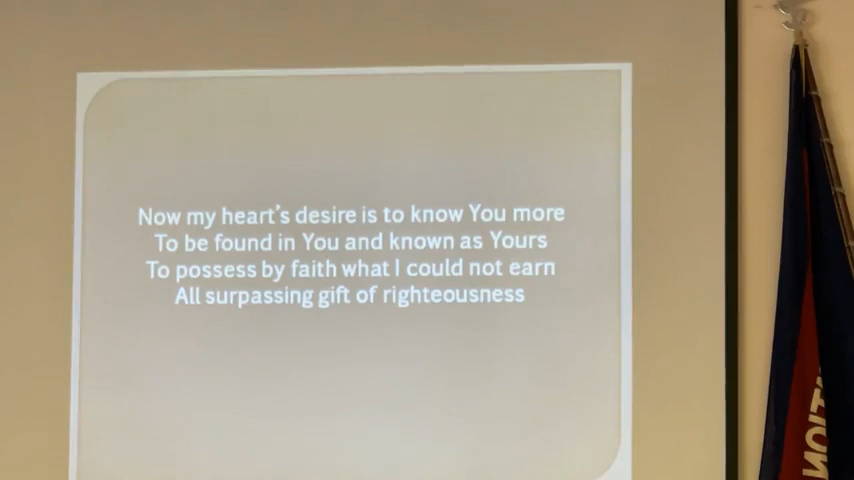 Now my heart's desire is to know You more
To be found in You and known as Yours
To possess by faith what I could not earn
All surpassing gift of righteousness